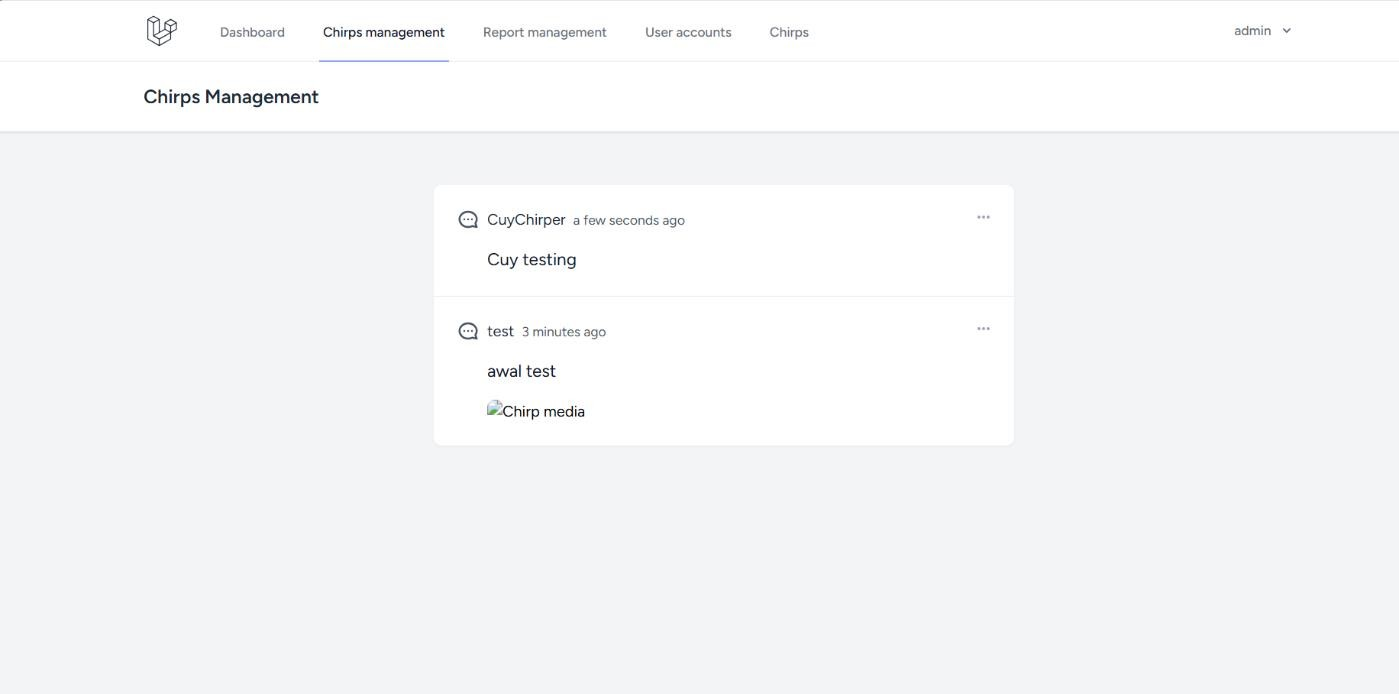 Dashboard Chirps management Report management User accounts Chirps admin
Chirps Management
CuyChirper a few seconds ago
Cuy testing
test 3 minutes ago
awal test
Chirp media